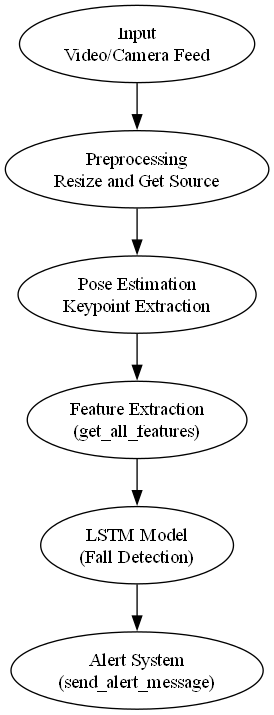 Input
Video/Camera Feed
Preprocessing
Resize and Get Source
Pose Estimation
Keypoint Extraction
Feature Extraction
(get_all_features)
LSTM Model
(Fall Detection)
Alert System
(send_alert_message)